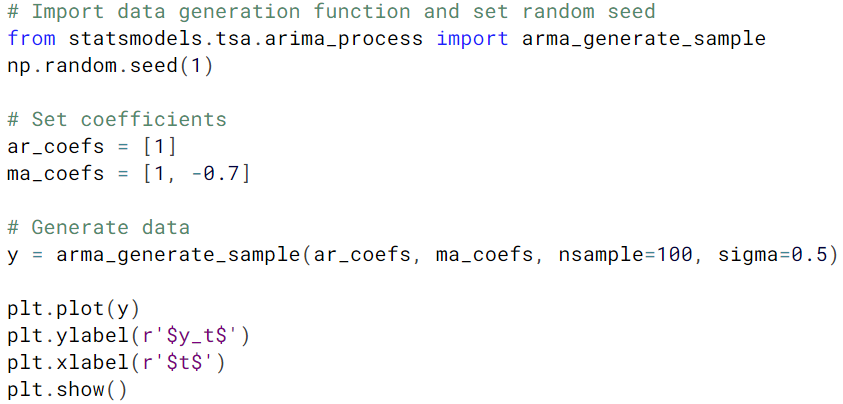 # Import data generation function and set random seed
from statsmodels.tsa.arima_process import arma_generate_sample
np.random.seed(1)
# Set coefficients
ar_coefs = [1]
ma_coefs = [1, -0.7]
# Generate data
y = arma_generate_sample(ar_coefs, ma_coefs, nsample=100, sigma=0.5)
plt.plot(y)
plt.ylabel(r'$y_t$')
plt.xlabel(r'$t$')
plt.show()